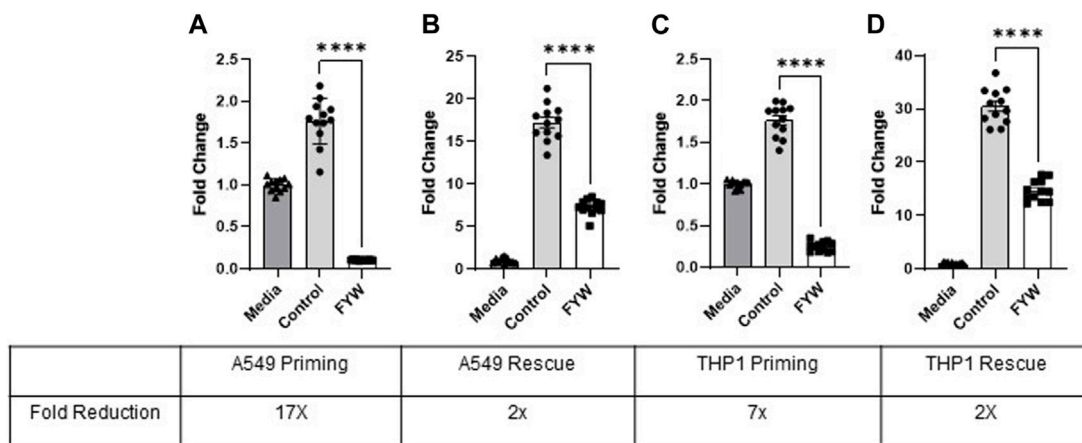 A
B
C
D
****
****
****
****
Fold Change
2.5
2.0
1.5
1.0
0.5
0.0
Media
Control
FYW
Fold Change
25
20
15
10
5
0
Media
Control
FYW
Fold Change
2.5
2.0
1.5
1.0
0.5
0.0
Media
Control
FYW
Fold Change
40
30
20
10
0
Media
Control
FYW
A549 Priming A549 Rescue THP1 Priming THP1 Rescue
Fold Reduction 17X 2x 7x 2X